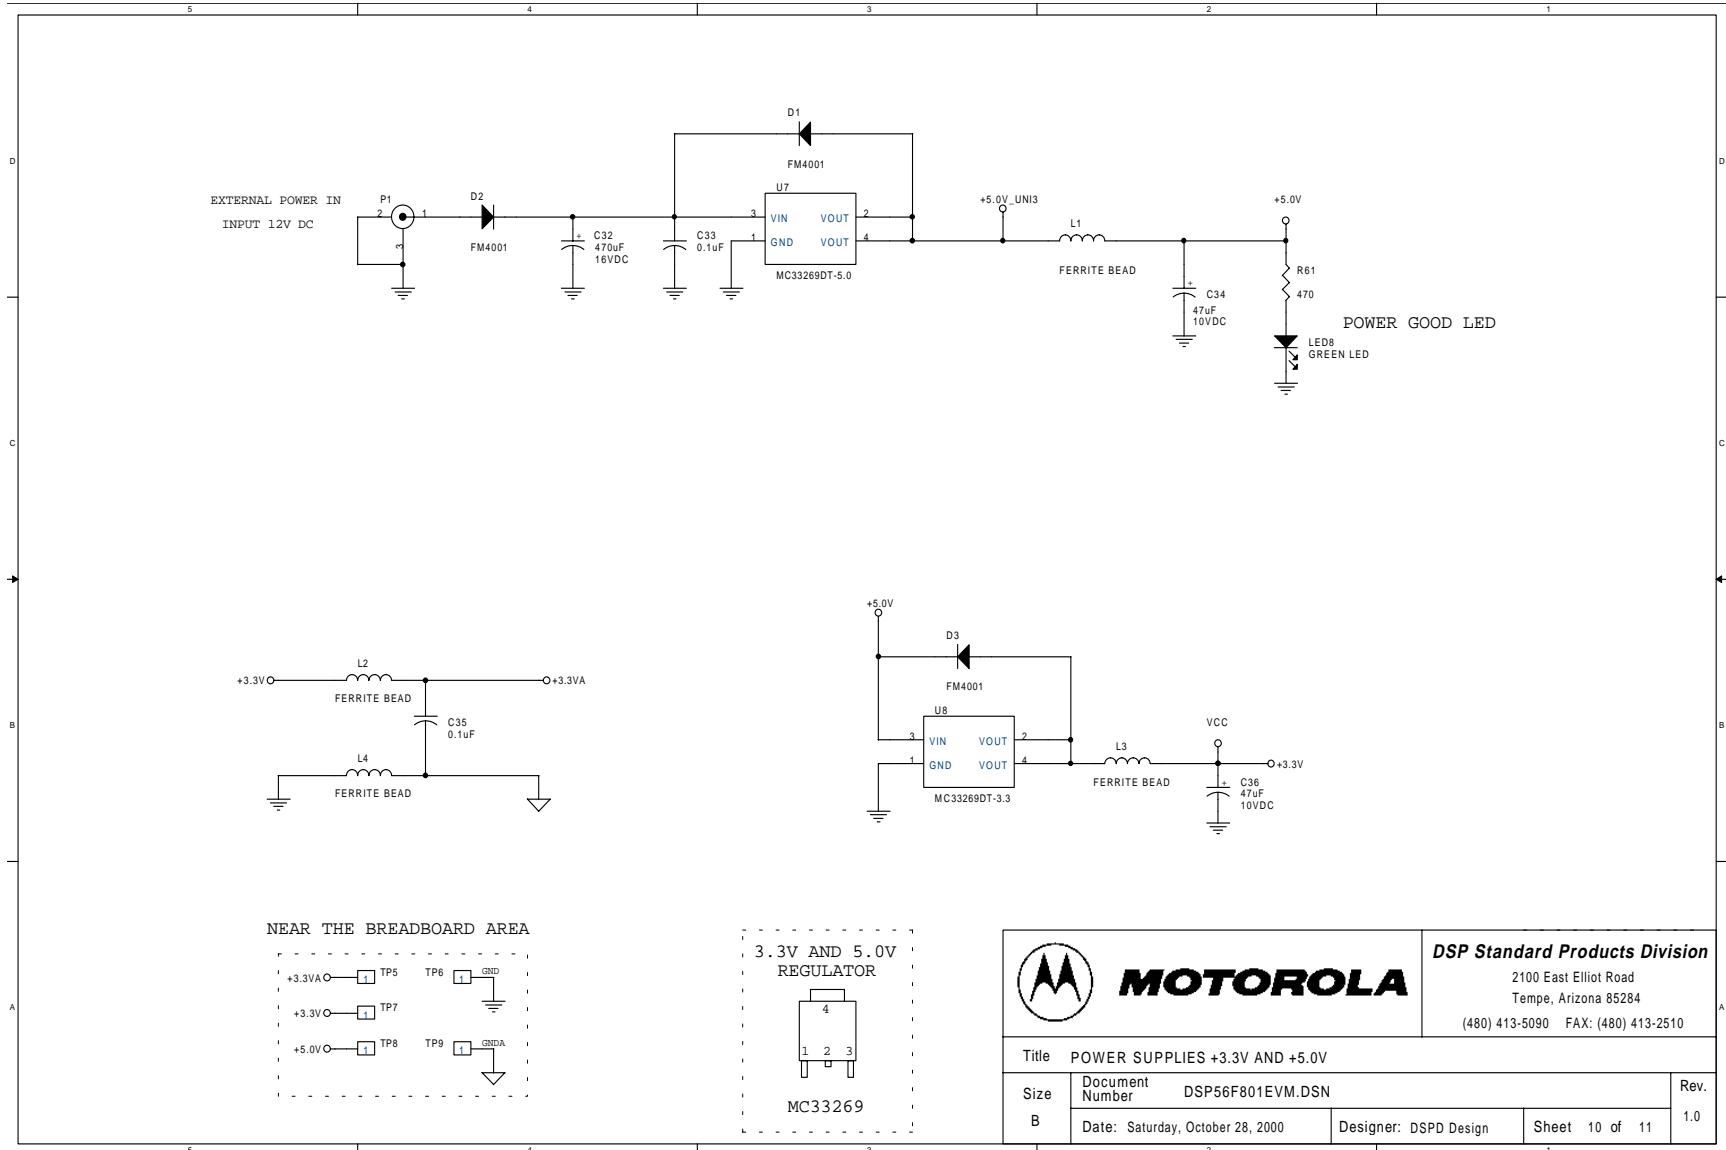 5 4 3 2 1
D D
C C
B B
A A
EXTERNAL POWER IN
INPUT 12V DC
P1
2 1
3
D2
FM4001
C32
470uF
16VDC
+
C33
0.1uF
D1
FM4001
U7
3 VIN VOUT 2
1 GND VOUT 4
MC33269DT-5.0
+5.0V_UNI3
L1
FERRITE BEAD
+
C34
47uF
10VDC
+5.0V
R61
470
POWER GOOD LED
LED8
GREEN LED
+3.3V
L2
FERRITE BEAD
+3.3VA
C35
0.1uF
L4
FERRITE BEAD
+5.0V
D3
FM4001
U8
3 VIN VOUT 2
1 GND VOUT 4
MC33269DT-3.3
L3
FERRITE BEAD
VCC
+3.3V
+
C36
47uF
10VDC
NEAR THE BREADBOARD AREA
+3.3VA 1 TP5 TP6 1 GND
+3.3V 1 TP7
+5.0V 1 TP8 TP9 1 GNDA
3.3V AND 5.0V
REGULATOR
4
1 2 3
MC33269
MOTOROLA
DSP Standard Products Division
2100 East Elliot Road
Tempe, Arizona 85284
(480) 413-5090 FAX: (480) 413-2510
Title POWER SUPPLIES +3.3V AND +5.0V
Size
B
Document
Number DSP56F801EVM.DSN
Rev.
1.0
Date: Saturday, October 28, 2000
Designer: DSPD Design
Sheet 10 of 11
5 4 3 2 1